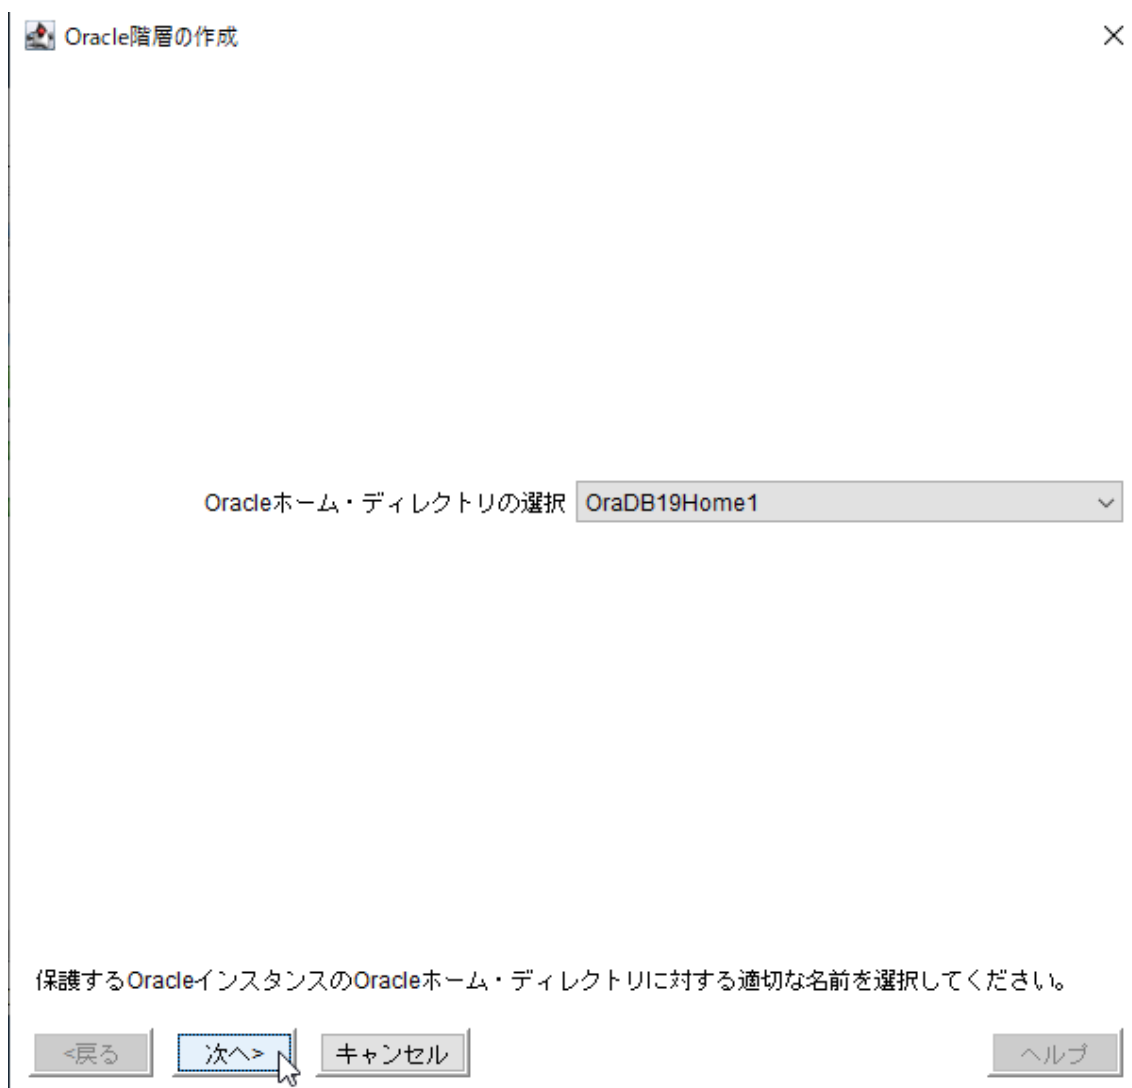 Oracle階層の作成
Oracleホーム・ディレクトリの選択 OraDB19Home1
保護するOracleインスタンスのOracleホーム・ディレクトリに対する適切な名前を選択してください。
<戻る 次へ> キャンセル ヘルプ